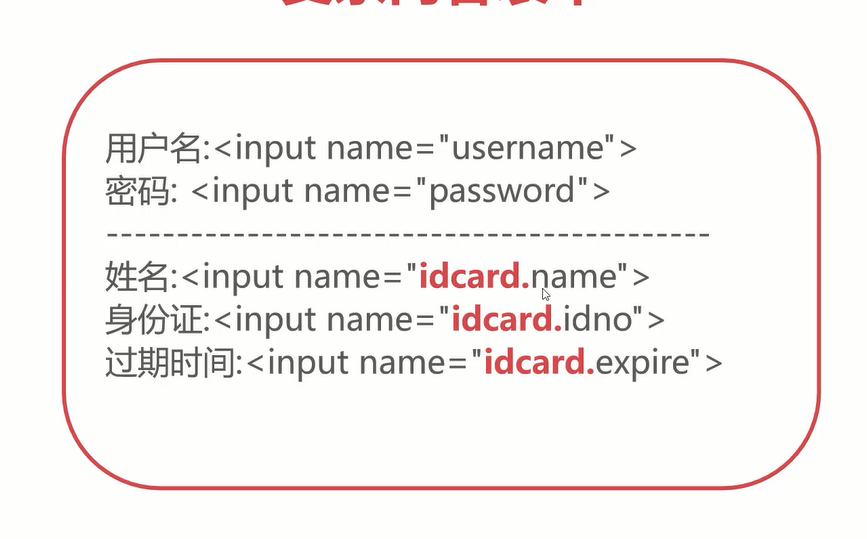 用户名:<input name="username">
密码: <input name="password">
-------------------------------------------
姓名:<input name="idcard.name">
身份证:<input name="idcard.idno">
过期时间:<input name="idcard.expire">